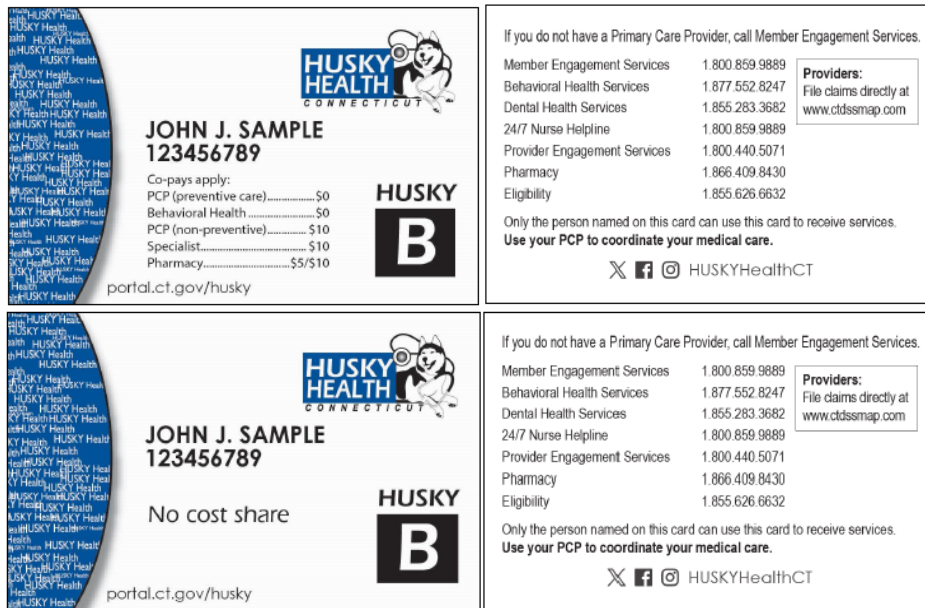 HUSKY
HEALTH
CONNECTICUT
JOHN J. SAMPLE
123456789
Co-pays apply:
PCP (preventive care)..................$0
Behavioral Health..................$0
PCP (non-preventive)..............$10
Specialist..........................$10
Pharmacy..........................$5/$10
HUSKY
B
portal.ct.gov/husky
If you do not have a Primary Care Provider, call Member Engagement Services.
Member Engagement Services 1.800.859.9889
Behavioral Health Services 1.877.552.8247
Dental Health Services 1.855.283.3682
24/7 Nurse Helpline 1.800.859.9889
Provider Engagement Services 1.800.440.5071
Pharmacy 1.866.409.8430
Eligibility 1.855.626.6632
Providers:
File claims directly at
www.ctdssmap.com
Only the person named on this card can use this card to receive services.
Use your PCP to coordinate your medical care.
HUSKYHealthCT
HUSKY
HEALTH
CONNECTICUT
JOHN J. SAMPLE
123456789
No cost share
HUSKY
B
portal.ct.gov/husky
If you do not have a Primary Care Provider, call Member Engagement Services.
Member Engagement Services 1.800.859.9889
Behavioral Health Services 1.877.552.8247
Dental Health Services 1.855.283.3682
24/7 Nurse Helpline 1.800.859.9889
Provider Engagement Services 1.800.440.5071
Pharmacy 1.866.409.8430
Eligibility 1.855.626.6632
Providers:
File claims directly at
www.ctdssmap.com
Only the person named on this card can use this card to receive services.
Use your PCP to coordinate your medical care.
HUSKYHealthCT